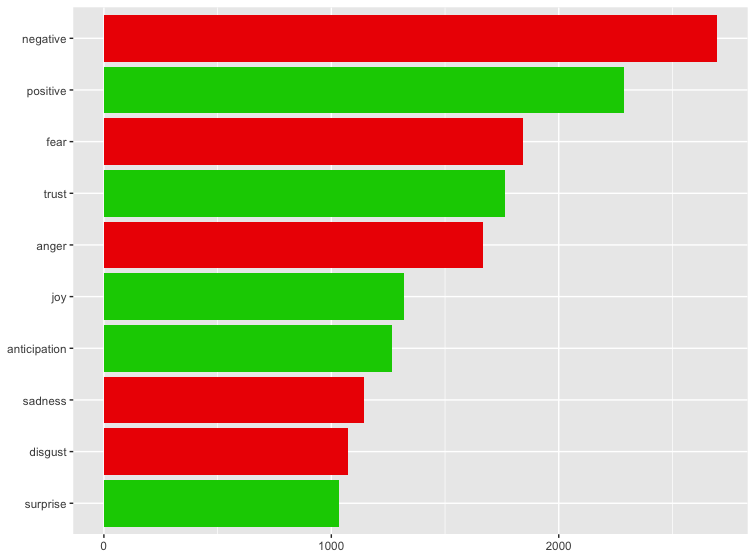 negative
positive
fear
trust
anger
joy
anticipation
sadness
disgust
surprise
0 1000 2000